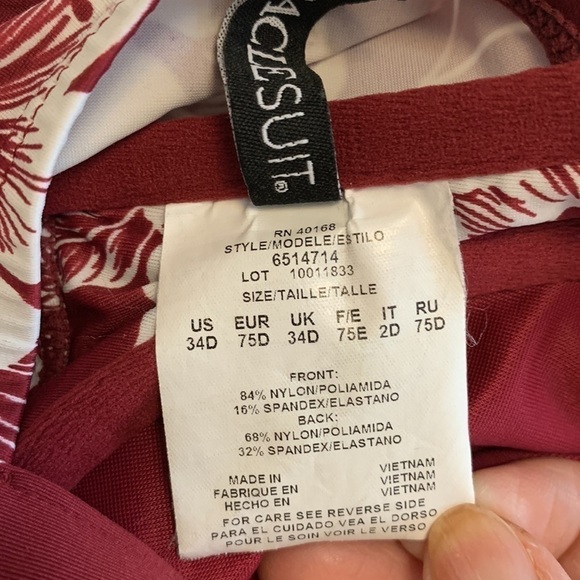 ACLESUIT®
RN 40168
STYLE/MODELE/ESTILO
6514714
LOT 10011833
SIZE/TAILLE/TALLE
US EUR UK F/E IT RU
34D 75D 34D 75E 2D 75D
FRONT:
84% NYLON/POLIAMIDA
16% SPANDEX/ELASTANO
BACK:
68% NYLON/POLIAMIDA
32% SPANDEX/ELASTANO
MADE IN VIETNAM
FABRIQUE EN VIETNAM
HECHO EN VIETNAM
FOR CARE SEE REVERSE SIDE
PARA EL CUIDADO VEA EL DORSO
POUR LE SOIN VOIR LE VERSO